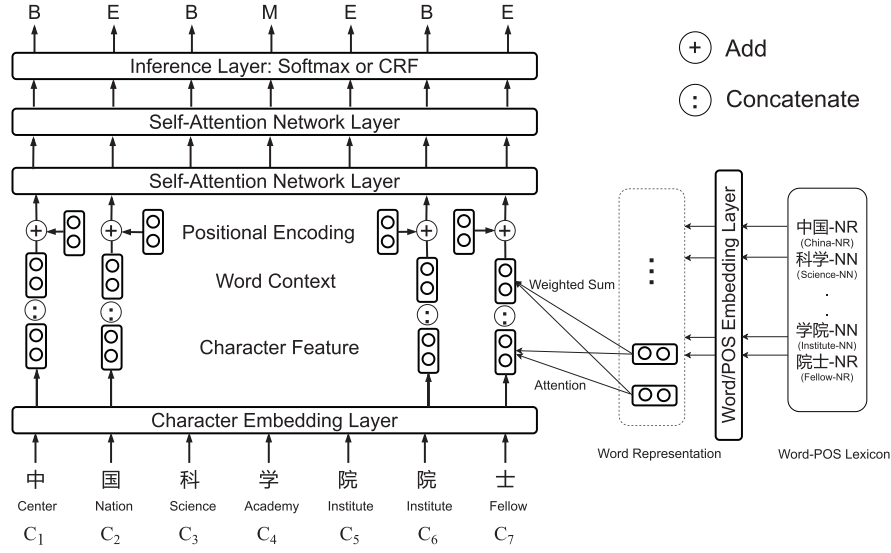 B E B M E B E
Inference Layer: Softmax or CRF
Self-Attention Network Layer
Self-Attention Network Layer
Positional Encoding
Word Context
Character Feature
Character Embedding Layer
中 国 科 学 院 院 士
Center Nation Science Academy Institute Institute Fellow
C1 C2 C3 C4 C5 C6 C7
+ Add
: Concatenate
Weighted Sum
Attention
Word Representation
Word/POS Embedding Layer
中国-NR
(China-NR)
科学-NN
(Science-NN)
学院-NN
(Institute-NN)
院士-NR
(Fellow-NR)
Word-POS Lexicon